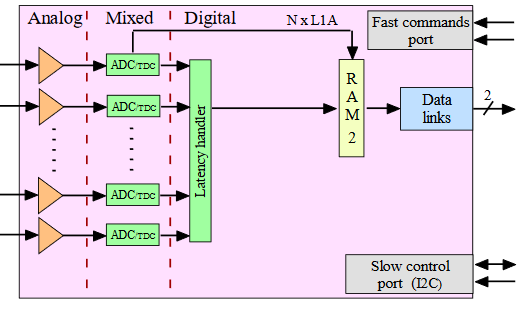 Analog Mixed Digital N x L1A
Fast commands
port
ADC/TDC
ADC/TDC
ADC/TDC
ADC/TDC
Latency handler
R
A
M
2
Data
links
2
Slow control
port (I2C)